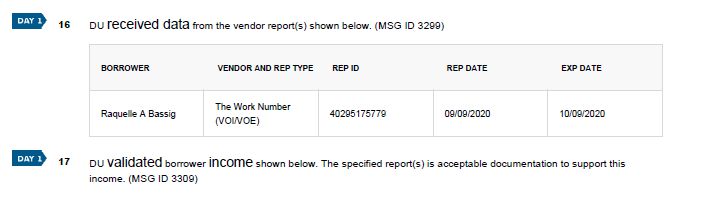 DAY 1 16 DU received data from the vendor report(s) shown below. (MSG ID 3299)
BORROWER VENDOR AND REP TYPE REP ID REP DATE EXP DATE
Raquelle A Bassig The Work Number (VOI/VOE) 40295175779 09/09/2020 10/09/2020
DAY 1 17 DU validated borrower income shown below. The specified report(s) is acceptable documentation to support this
income. (MSG ID 3309)